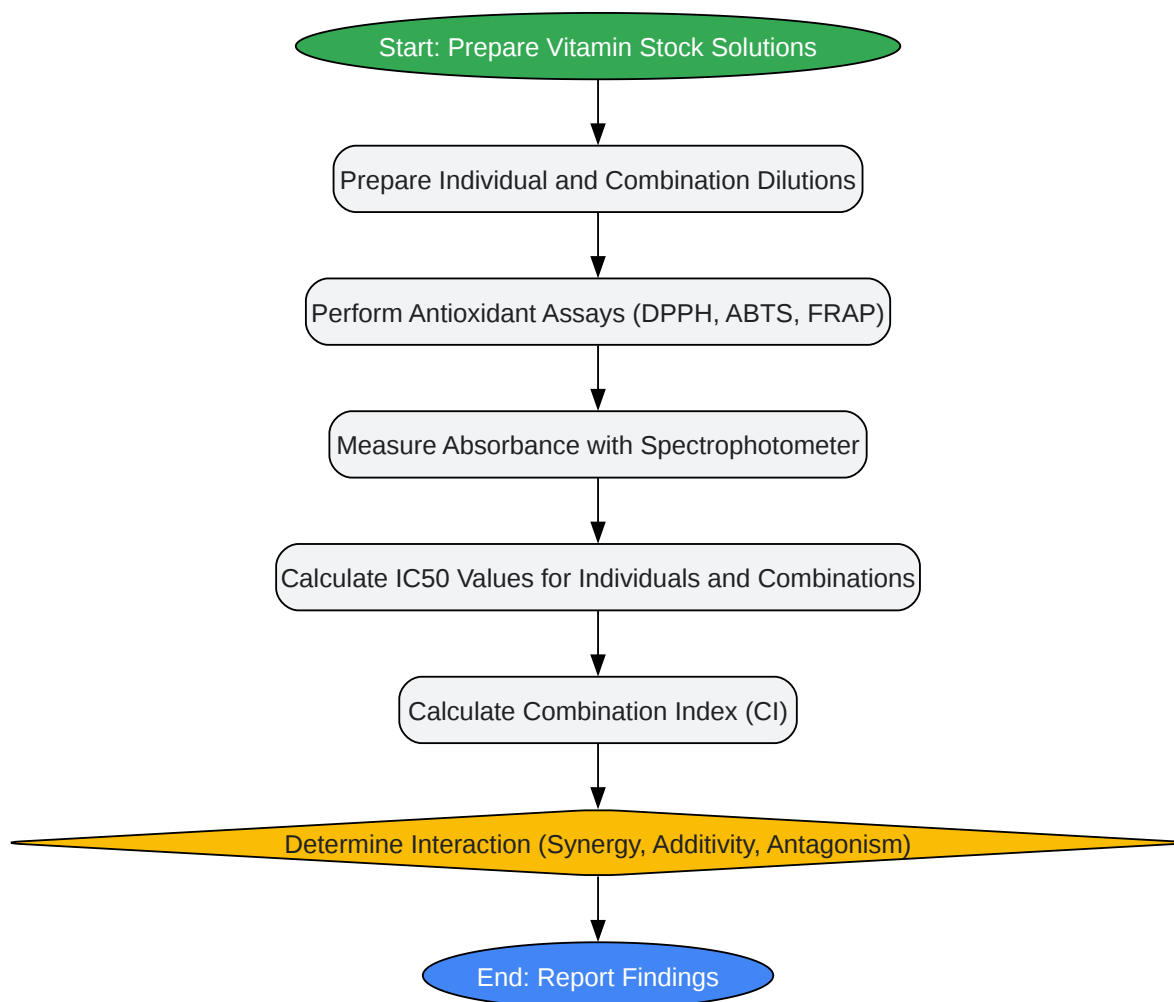 Start: Prepare Vitamin Stock Solutions
Prepare Individual and Combination Dilutions
Perform Antioxidant Assays (DPPH, ABTS, FRAP)
Measure Absorbance with Spectrophotometer
Calculate IC50 Values for Individuals and Combinations
Calculate Combination Index (CI)
Determine Interaction (Synergy, Additivity, Antagonism)
End: Report Findings